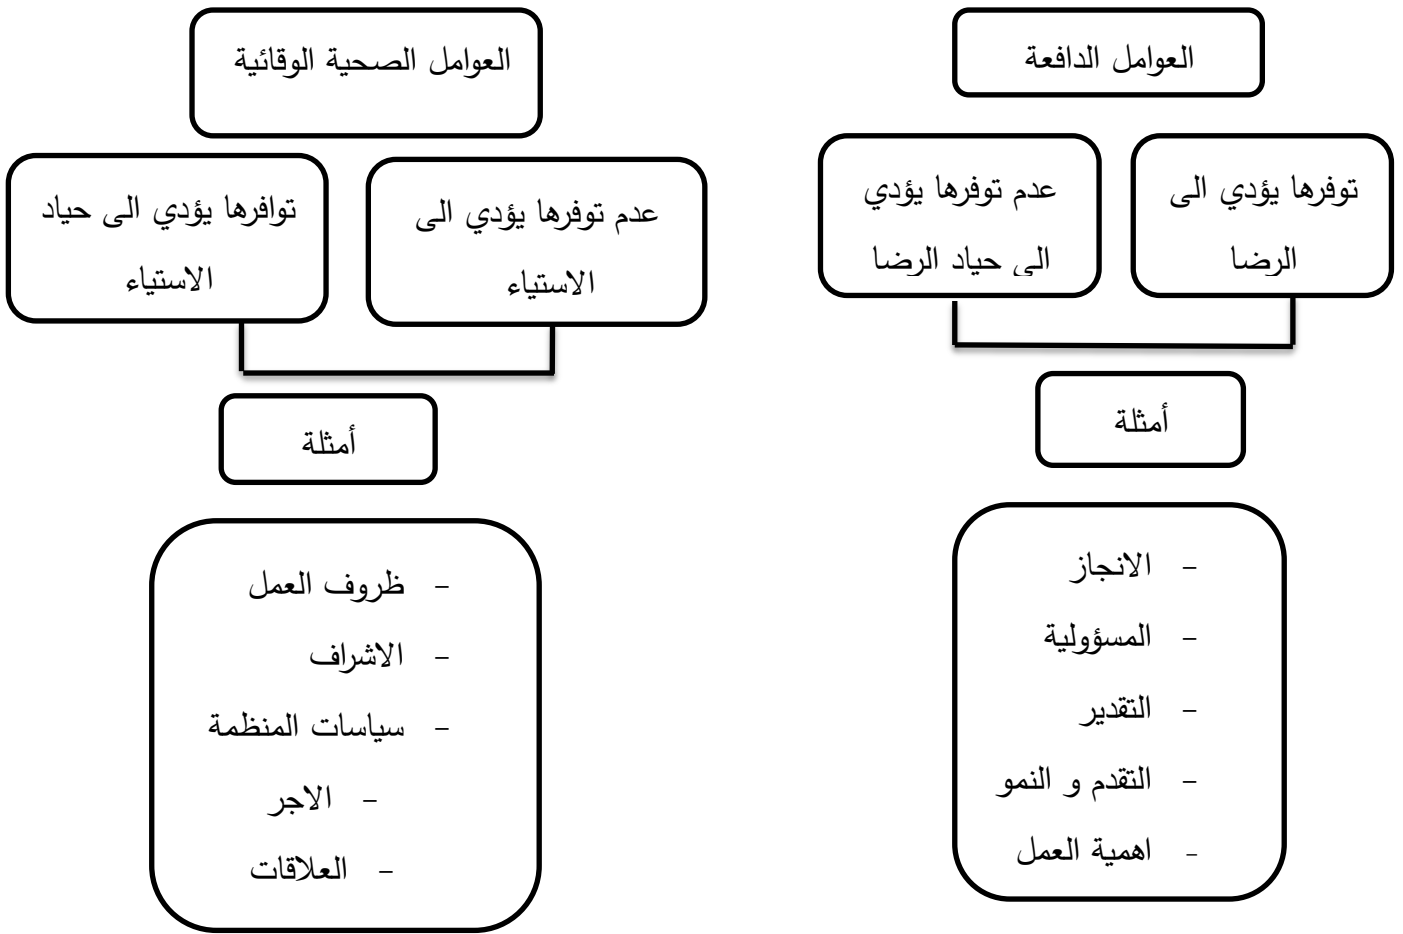 العوامل الدافعة
توفرها يؤدي الى
الرضا
عدم توفرها يؤدي
الى حياد الرضا
أمثلة
- الانجاز
- المسؤولية
- التقدير
- التقدم و النمو
- اهمية العمل
العوامل الصحية الوقائية
عدم توفرها يؤدي الى
الاستياء
توافرها يؤدي الى حياد
الاستياء
أمثلة
- ظروف العمل
- الاشراف
- سياسات المنظمة
- الاجر
- العلاقات